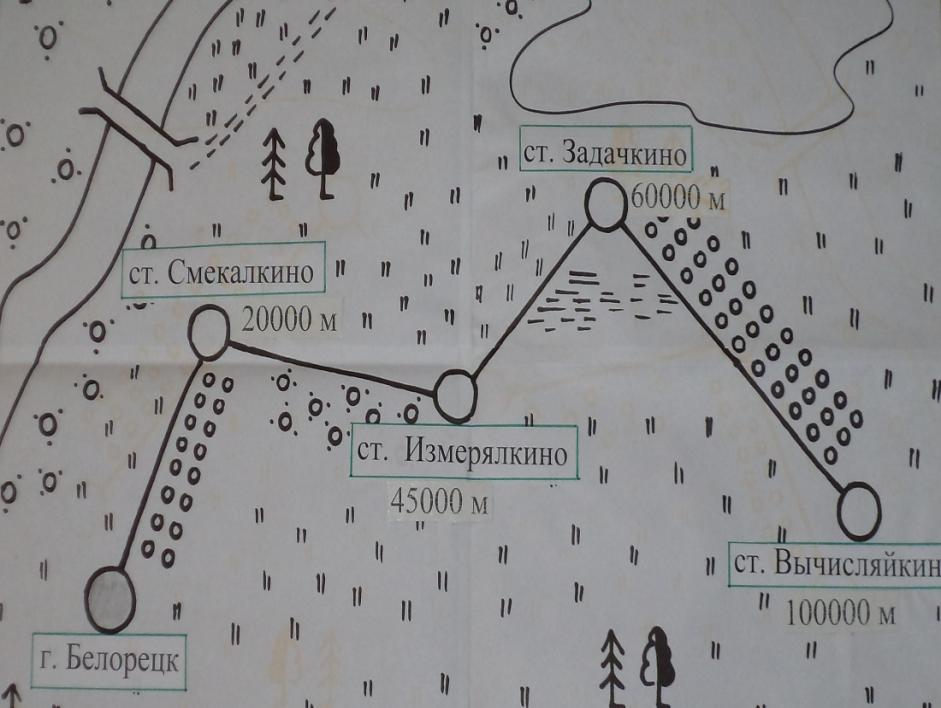 ст. Задачкино
60000 м
ст. Смекалкино
20000 м
ст. Измерялкино
45000 м
ст. Вычисляйкин
100000 м
г. Белорецк